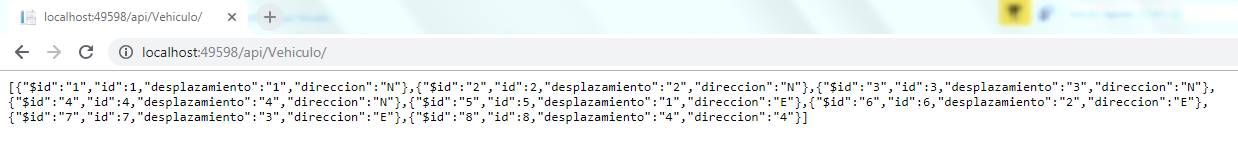 localhost:49598/api/Vehiculo/
localhost:49598/api/Vehiculo/
[{"$id":"1","id":1,"desplazamiento":"1","direccion":"N"},{"$id":"2","id":2,"desplazamiento":"2","direccion":"N"},{"$id":"3","id":3,"desplazamiento":"3","direccion":"N"},
{"$id":"4","id":4,"desplazamiento":"4","direccion":"N"},{"$id":"5","id":5,"desplazamiento":"1","direccion":"E"},{"$id":"6","id":6,"desplazamiento":"2","direccion":"E"},
{"$id":"7","id":7,"desplazamiento":"3","direccion":"E"},{"$id":"8","id":8,"desplazamiento":"4","direccion":"4"}]